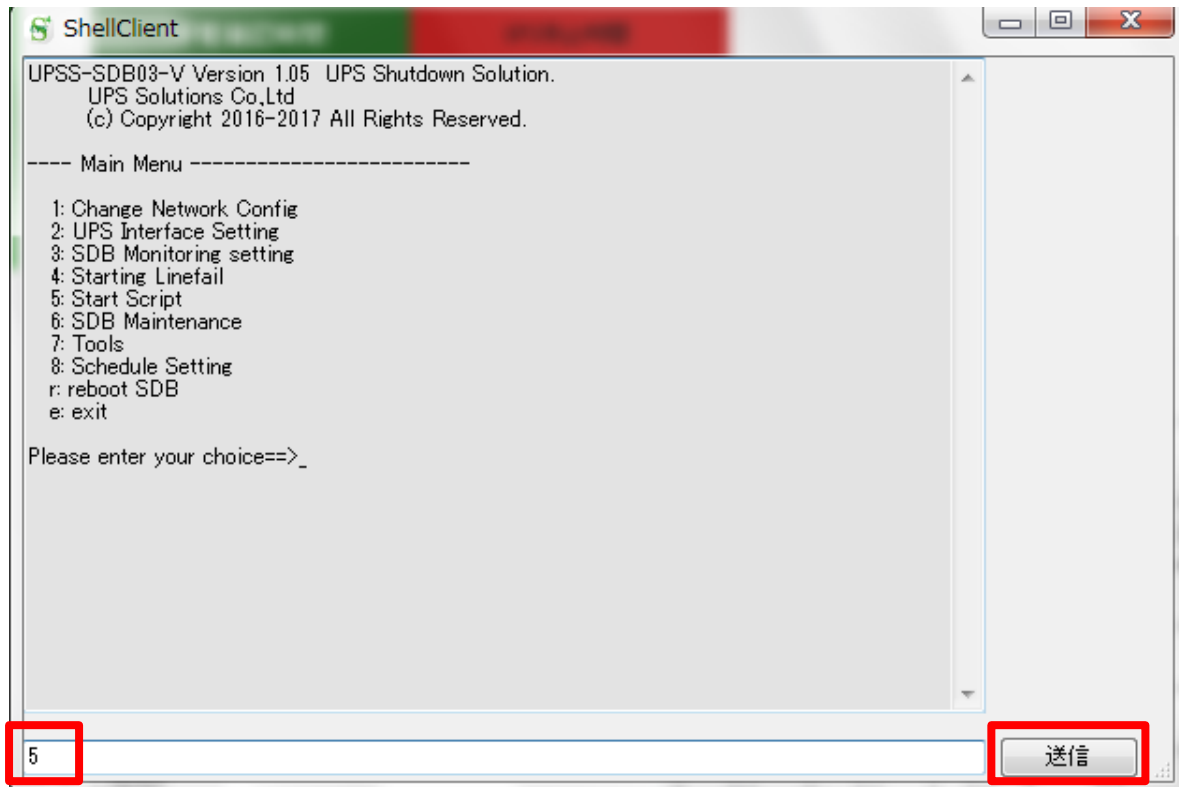 ShellClient
UPSS-SDB03-V Version 1.05 UPS Shutdown Solution.
UPS Solutions Co,Ltd
(c) Copyright 2016-2017 All Rights Reserved.
---- Main Menu -------------------------
1: Change Network Config
2: UPS Interface Setting
3: SDB Monitoring setting
4: Starting Linefail
5: Start Script
6: SDB Maintenance
7: Tools
8: Schedule Setting
r: reboot SDB
e: exit
Please enter your choice==>_
5
送信